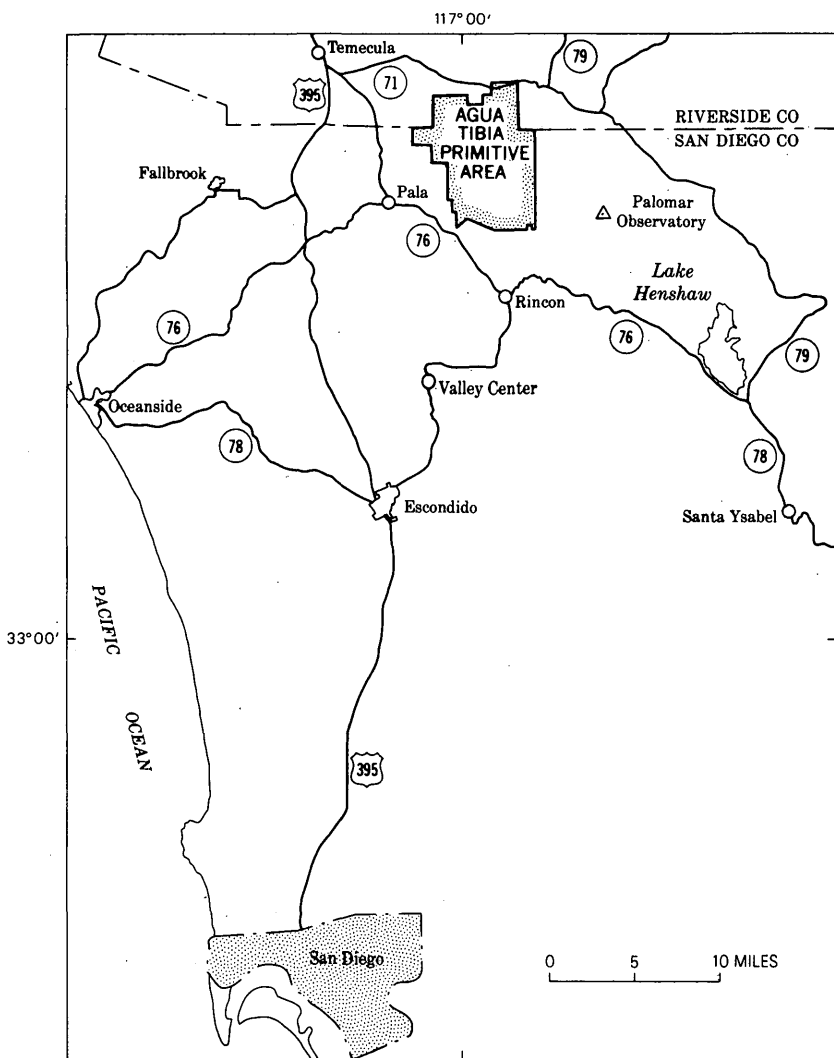 117°00'
Temecula
79
71
395
AGUA
TIBIA
PRIMITIVE
AREA
RIVERSIDE CO
SAN DIEGO CO
Fallbrook
Pala
Palomar
Observatory
76
Lake
Henshaw
Rincon
76
76
79
Valley Center
Oceanside
78
78
Escondido
Santa Ysabel
PACIFIC
OCEAN
33°00'
395
San Diego
0 5 10 MILES